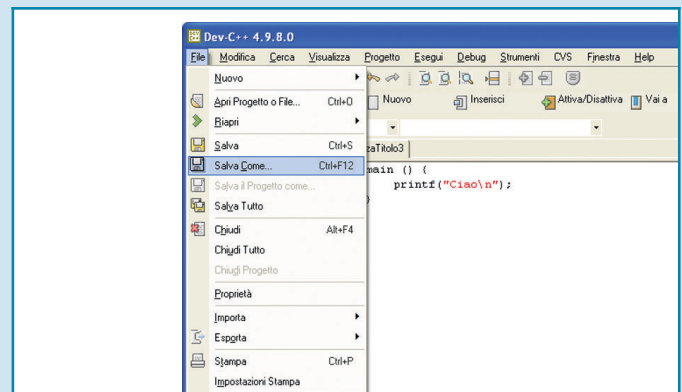 Dev-C++ 4.9.8.0
File Modifica Cerca Visualizza Progetto Esegui Debug Strumenti CVS Finestra Help
Nuovo
Apri Progetto o File... Ctrl+O
Riapri
Salva Ctrl+S
Salva Come... Ctrl+F12
Salva il Progetto come...
Salva Tutto
Chiudi Alt+F4
Chiudi Tutto
Chiudi Progetto
Proprietà
Importa
Esporta
Stampa Ctrl+P
Impostazioni Stampa
Nuovo Inserisci Attiva/Disattiva Vai a
zaTitolo3
main () {
printf("Ciao\n");
}